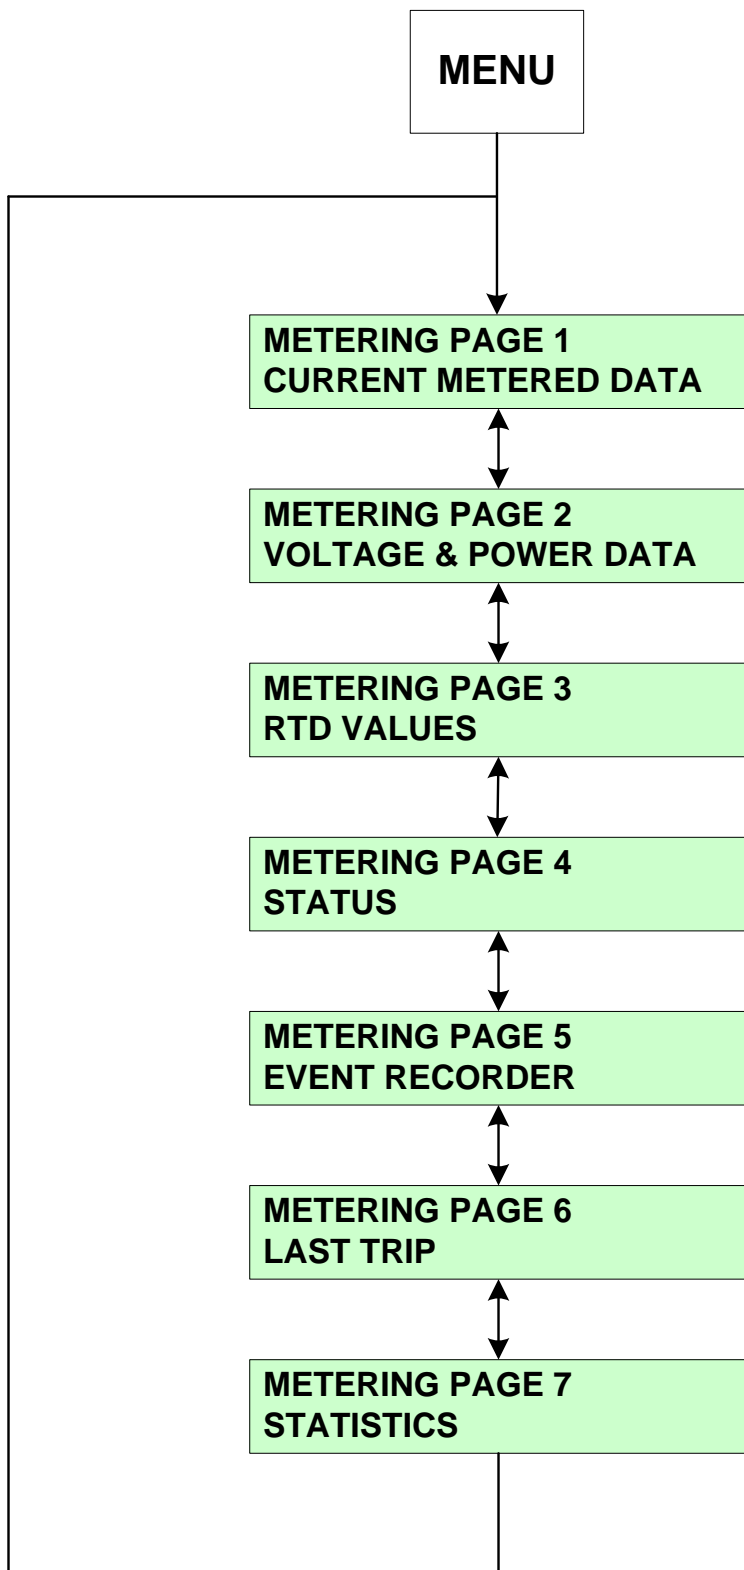 MENU
METERING PAGE 1
CURRENT METERED DATA
METERING PAGE 2
VOLTAGE & POWER DATA
METERING PAGE 3
RTD VALUES
METERING PAGE 4
STATUS
METERING PAGE 5
EVENT RECORDER
METERING PAGE 6
LAST TRIP
METERING PAGE 7
STATISTICS